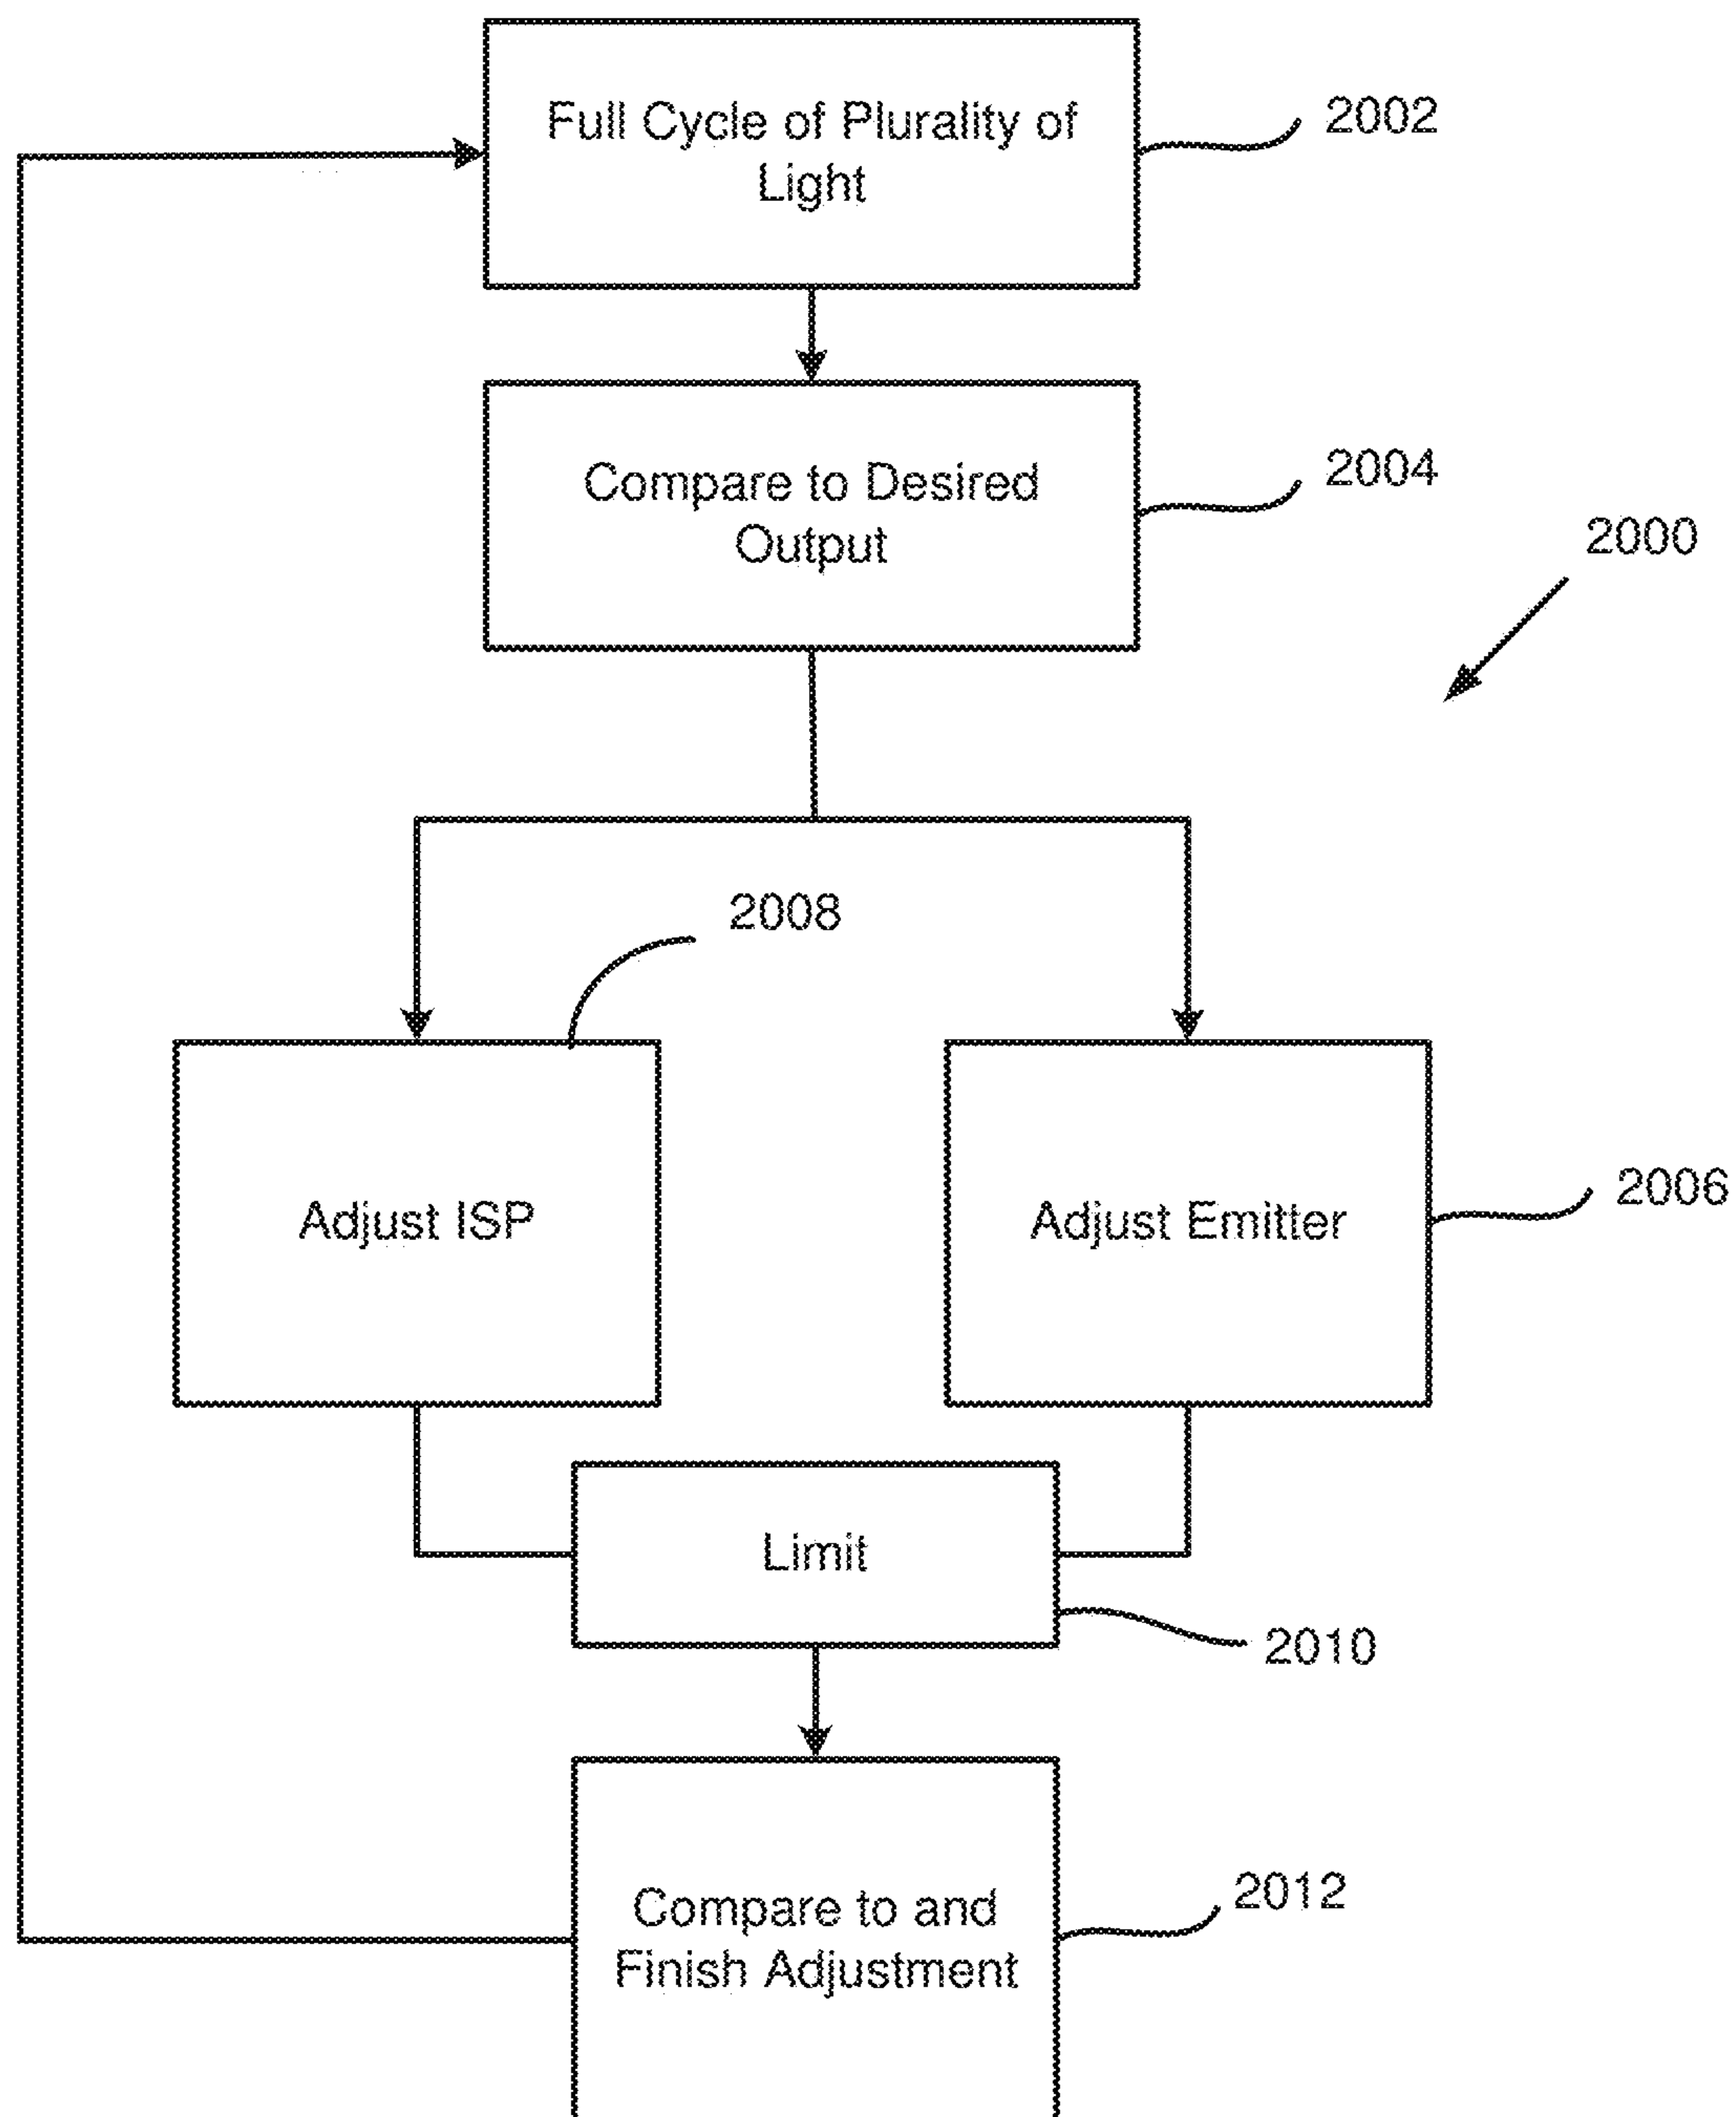 Full Cycle of Plurality of
Light
2002
Compare to Desired
Output
2004
2000
2008
Adjust ISP
Adjust Emitter
2006
Limit
2010
Compare to and
Finish Adjustment
2012